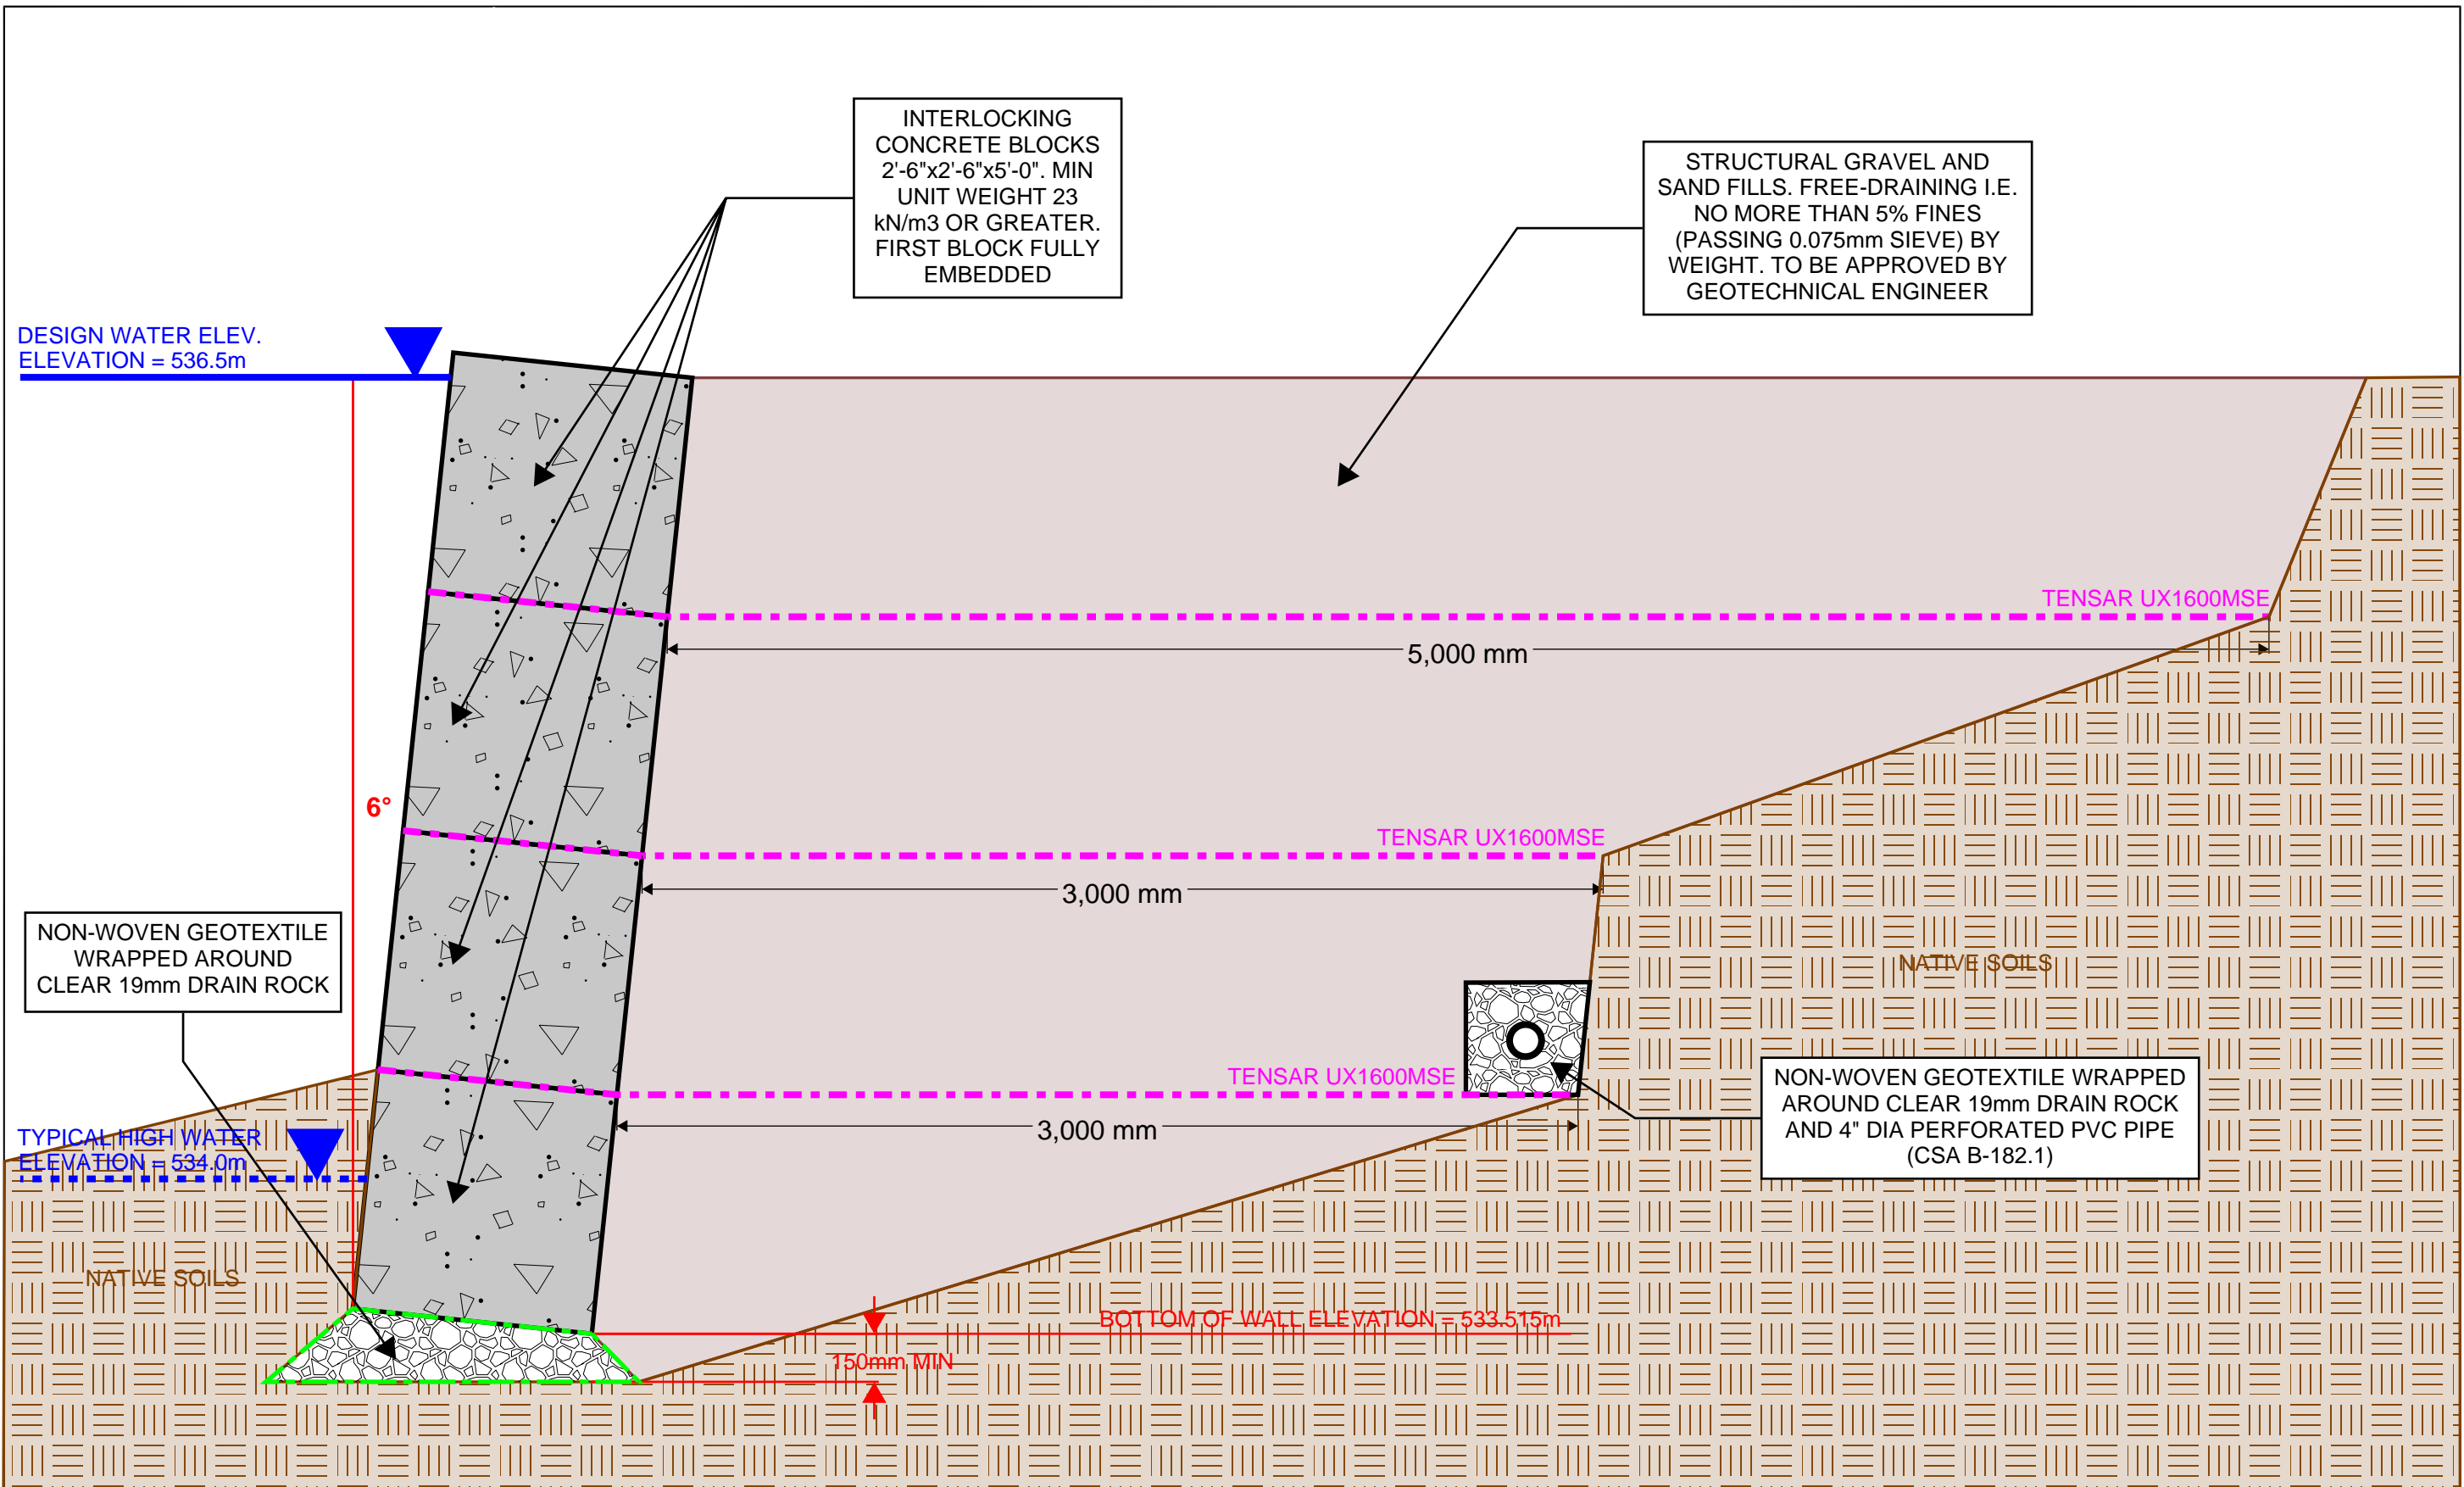 INTERLOCKING
CONCRETE BLOCKS
2'-6"x2'-6"x5'-0". MIN
UNIT WEIGHT 23
kN/m3 OR GREATER.
FIRST BLOCK FULLY
EMBEDDED
STRUCTURAL GRAVEL AND
SAND FILLS. FREE-DRAINING I.E.
NO MORE THAN 5% FINES
(PASSING 0.075mm SIEVE) BY
WEIGHT. TO BE APPROVED BY
GEOTECHNICAL ENGINEER
DESIGN WATER ELEV.
ELEVATION = 536.5m
TENSAR UX1600MSE
5,000 mm
6°
TENSAR UX1600MSE
3,000 mm
NON-WOVEN GEOTEXTILE
WRAPPED AROUND
CLEAR 19mm DRAIN ROCK
NATIVE SOILS
TENSAR UX1600MSE
3,000 mm
NON-WOVEN GEOTEXTILE WRAPPED
AROUND CLEAR 19mm DRAIN ROCK
AND 4" DIA PERFORATED PVC PIPE
(CSA B-182.1)
TYPICAL HIGH WATER
ELEVATION = 534.0m
NATIVE SOILS
BOTTOM OF WALL ELEVATION = 533.515m
150mm MIN